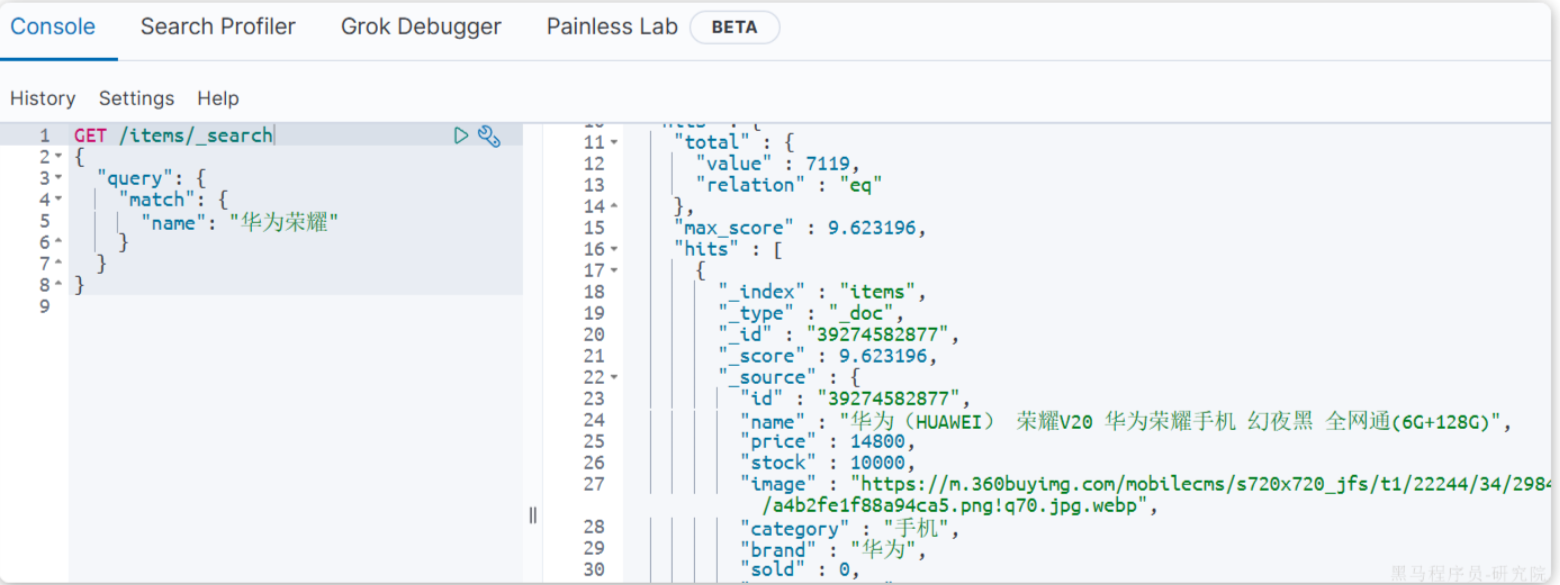 Console Search Profiler Grok Debugger Painless Lab BETA
History Settings Help
1 GET /items/_search
2 {
3 "query": {
4 "match": {
5 "name": "华为荣耀"
6 }
7 }
8 }
9
11 "total" : {
12 "value" : 7119,
13 "relation" : "eq"
14 },
15 "max_score" : 9.623196,
16 "hits" : [
17 {
18 "_index" : "items",
19 "_type" : "_doc",
20 "_id" : "39274582877",
21 "_score" : 9.623196,
22 "_source" : {
23 "id" : "39274582877",
24 "name" : "华为（HUAWEI） 荣耀V20 华为荣耀手机 幻夜黑 全网通(6G+128G)",
25 "price" : 14800,
26 "stock" : 10000,
27 "image" : "https://m.360buyimg.com/mobilecms/s720x720_jfs/t1/22244/34/2984
/a4b2fe1f88a94ca5.png!q70.jpg.webp",
28 "category" : "手机",
29 "brand" : "华为",
30 "sold" : 0,
黑马程序员-研究院